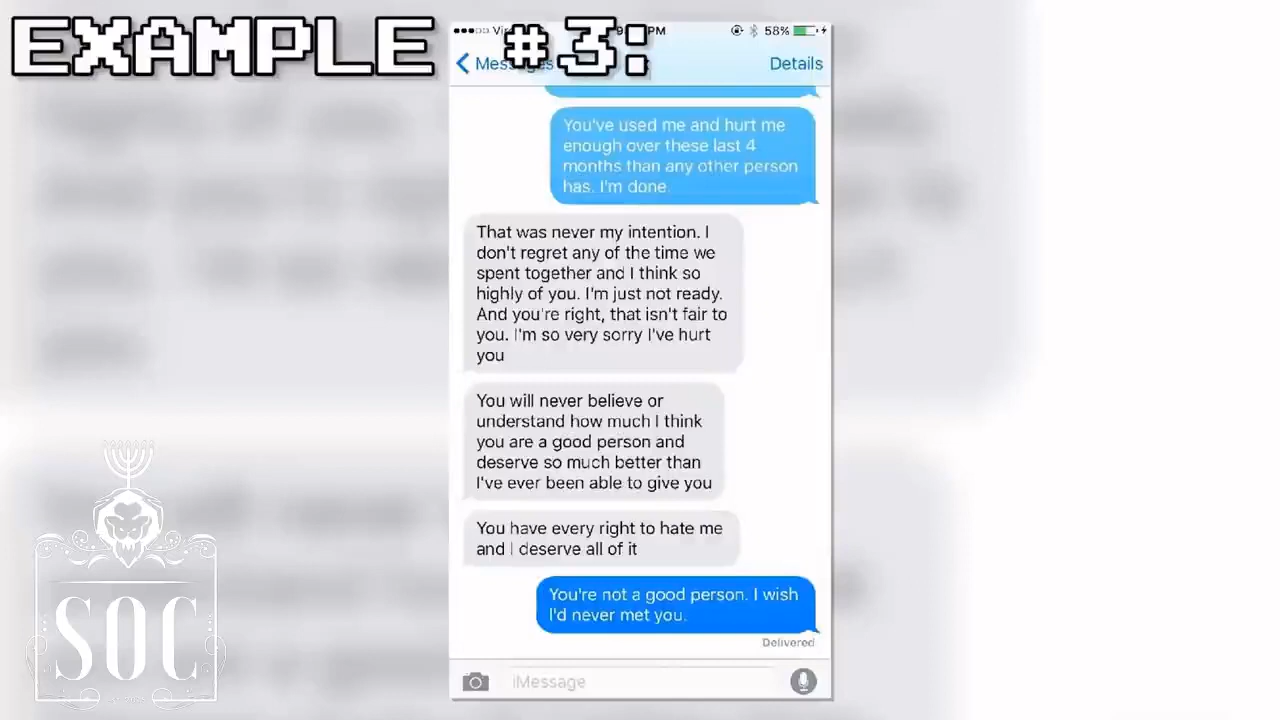 EXAMPLE #3:
PM
58%
Messages
Details
You've used me and hurt me
enough over these last 4
months than any other person
has. I'm done.
That was never my intention. I
don't regret any of the time we
spent together and I think so
highly of you. I'm just not ready.
And you're right, that isn't fair to
you. I'm so very sorry I've hurt
you
You will never believe or
understand how much I think
you are a good person and
deserve so much better than
I've ever been able to give you
You have every right to hate me
and I deserve all of it
You're not a good person. I wish
I'd never met you.
Delivered
iMessage
SOC